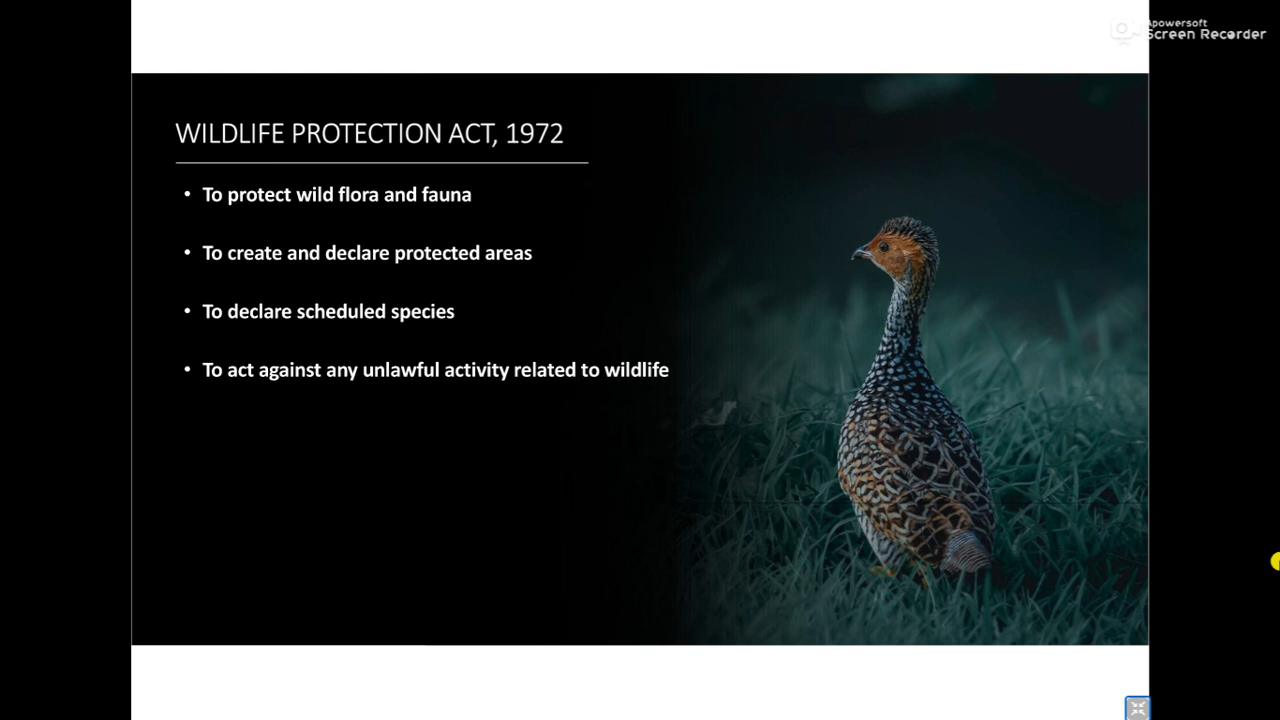 Apowersoft
Screen Recorder
WILDLIFE PROTECTION ACT, 1972
• To protect wild flora and fauna
• To create and declare protected areas
• To declare scheduled species
• To act against any unlawful activity related to wildlife